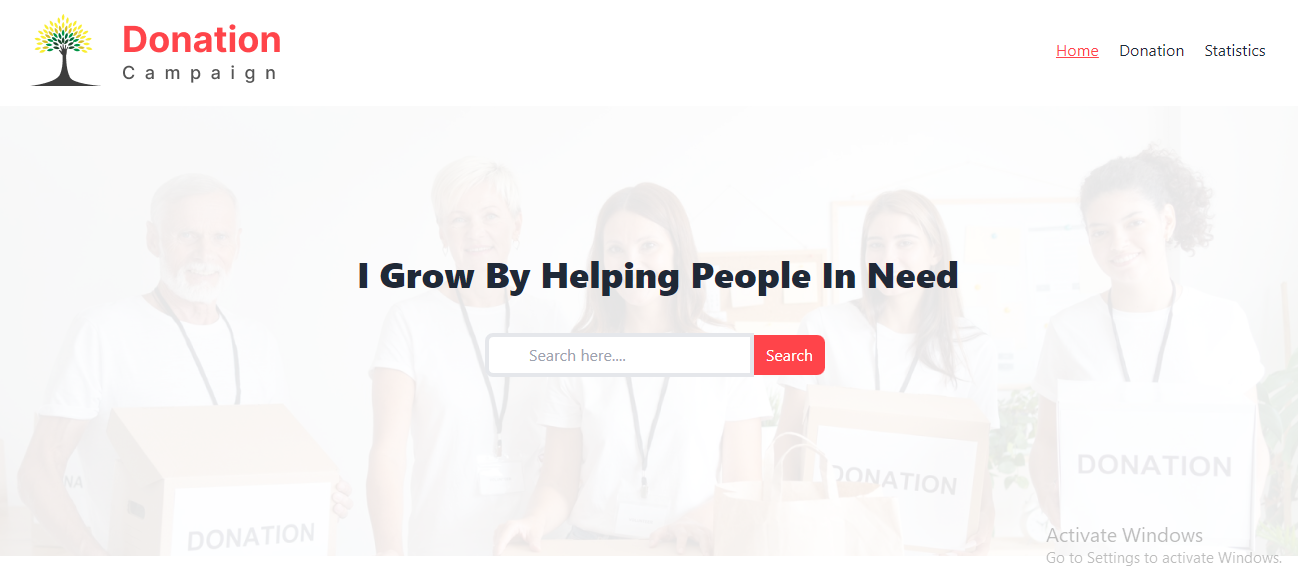 Donation
Campaign
Home Donation Statistics
I Grow By Helping People In Need
Search here.... Search
DONATION
DONATION
DONATION
NA
Activate Windows
Go to Settings to activate Windows.